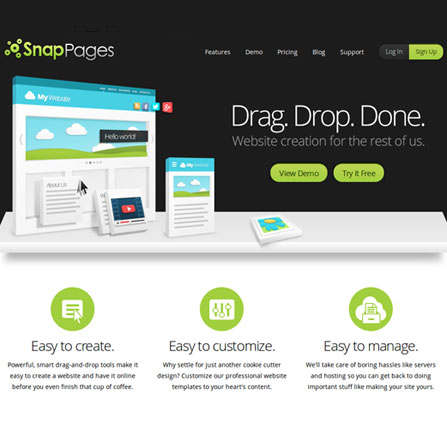 SnapPages
Features Demo Pricing Blog Support Log In Sign Up
My Website
Hello world!
About Us
My Website
Drag. Drop. Done.
Website creation for the rest of us.
View Demo Try It Free
Easy to create.
Powerful, smart drag-and-drop tools make it
easy to create a website and have it online
before you even finish that cup of coffee.
Easy to customize.
Why settle for just another cookie cutter
design? Customize our professional website
templates to your heart's content.
Easy to manage.
We'll take care of boring hassles like servers
and hosting so you can get back to doing
important stuff like making your site yours.